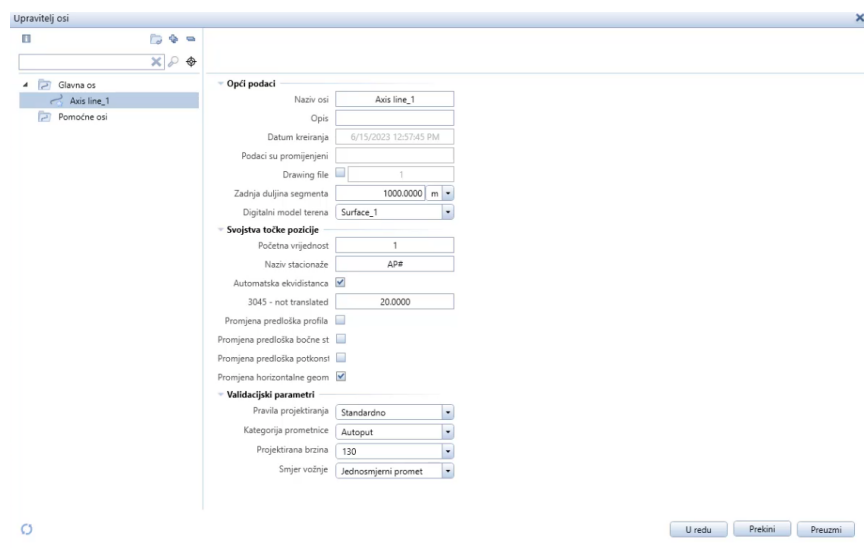 Upravitelj osi
Glavna os
Axis line_1
Pomoćne osi
Opći podaci
Naziv osi Axis line_1
Opis
Datum kreiranja 6/15/2023 12:57:45 PM
Podaci su promijenjeni
Drawing file 1
Zadnja duljina segmenta 1000.0000 m
Digitalni model terena Surface_1
Svojstva točke pozicije
Početna vrijednost 1
Naziv stacionaže AP#
Automatska ekvidistanca
3045 - not translated 20.0000
Promjena predloška profila
Promjena predloška bočne st
Promjena predloška potkonst
Promjena horizontalne geom
Validacijski parametri
Pravila projektiranja Standardno
Kategorija prometnice Autoput
Projektirana brzina 130
Smjer vožnje Jednosmjerni promet
U redu Prekini Preuzmi